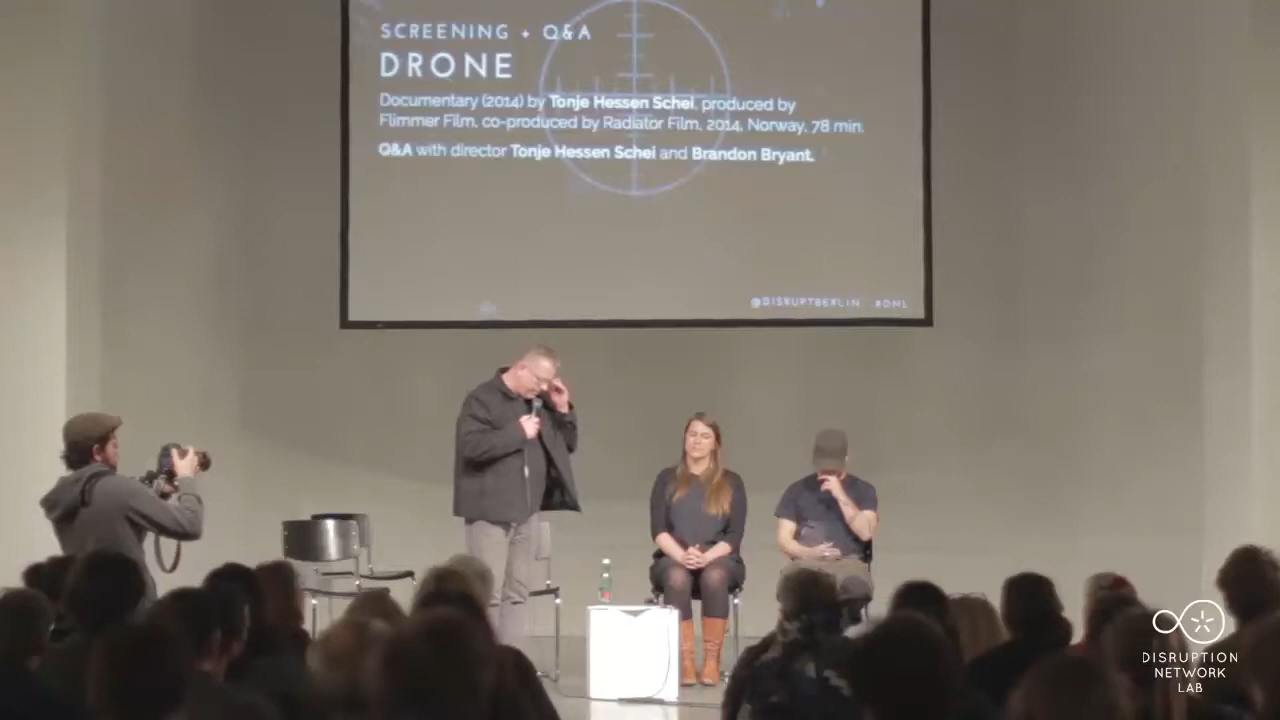 SCREENING + Q&A
DRONE
Documentary (2014) by Tonje Hessen Schei, produced by
Flimmer Film, co-produced by Radiator Film, 2014, Norway, 78 min.
Q&A with director Tonje Hessen Schei and Brandon Bryant.
@DISRUPTBERLIN #DNL
DISRUPTION
NETWORK
LAB